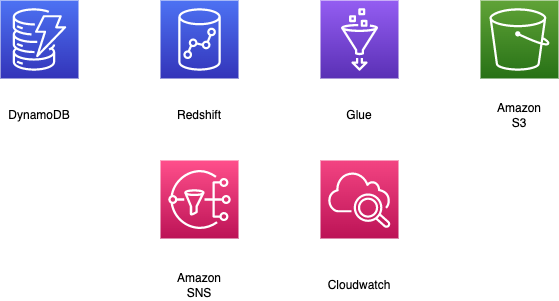 DynamoDB
Redshift
Glue
Amazon
S3
Amazon
SNS
Cloudwatch